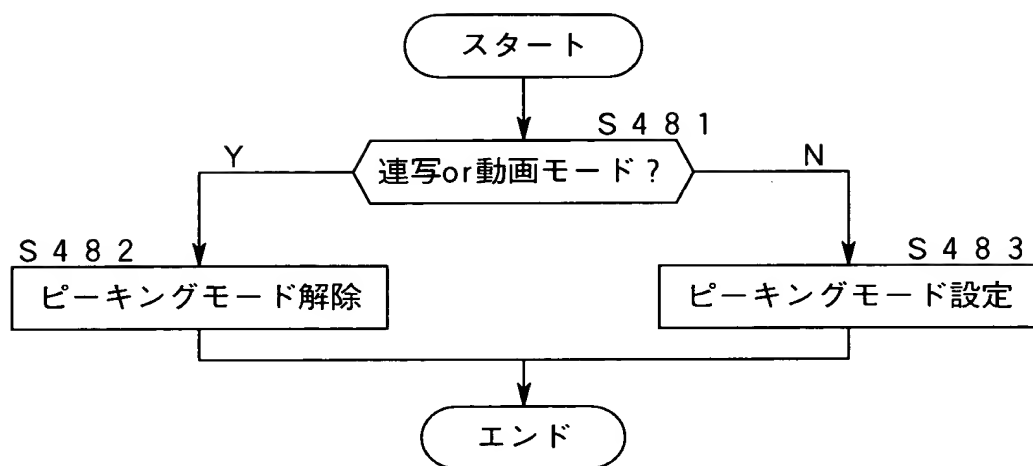 スタート
S481
連写or動画モード?
Y
N
S482
ピーキングモード解除
S483
ピーキングモード設定
エンド